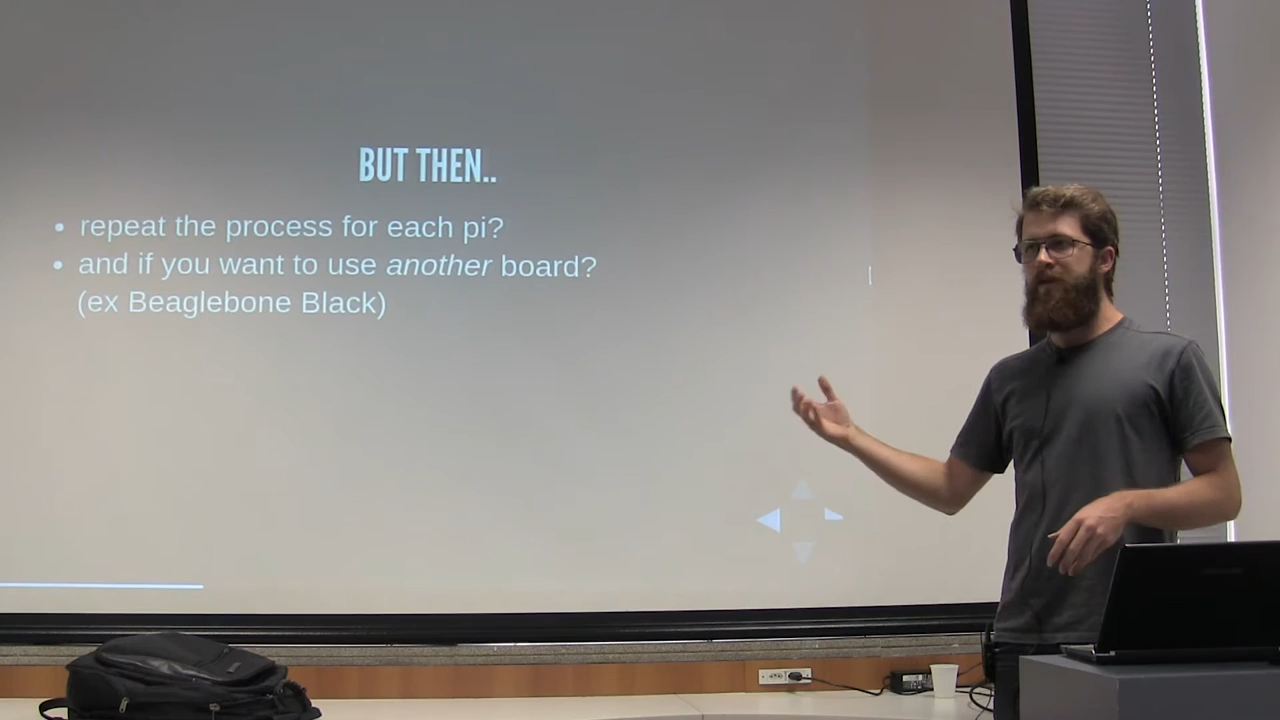 BUT THEN..
• repeat the process for each pi?
• and if you want to use another board?
(ex Beaglebone Black)